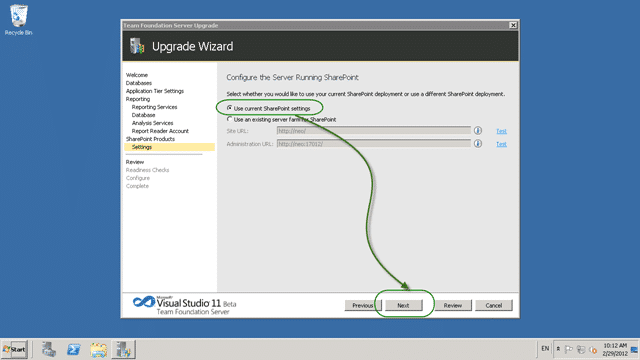 Team Foundation Server Upgrade
Recycle Bin
Upgrade Wizard
Welcome
Databases
Application Tier Settings
Reporting
Reporting Services
Database
Analysis Services
Report Reader Account
SharePoint Products
Settings
Review
Readiness Checks
Configure
Complete
Configure the Server Running SharePoint
Select whether you would like to use your current SharePoint deployment or use a different SharePoint deployment.
Use current SharePoint settings
Use an existing server farm for SharePoint
Site URL: http://neo/ Test
Administration URL: http://neo:17012/ Test
Microsoft
Visual Studio 11 Beta
Team Foundation Server
Previous Next Review Cancel
Start
EN
10:12 AM
2/29/2012